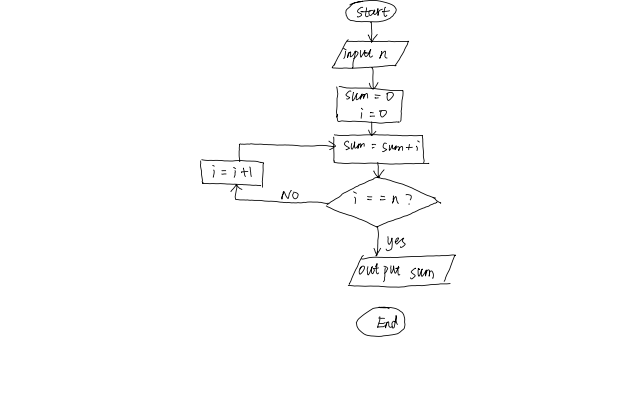 start
input n
sum = 0
i = 0
sum = sum + i
i = i + 1
NO
i == n ?
yes
output sum
End